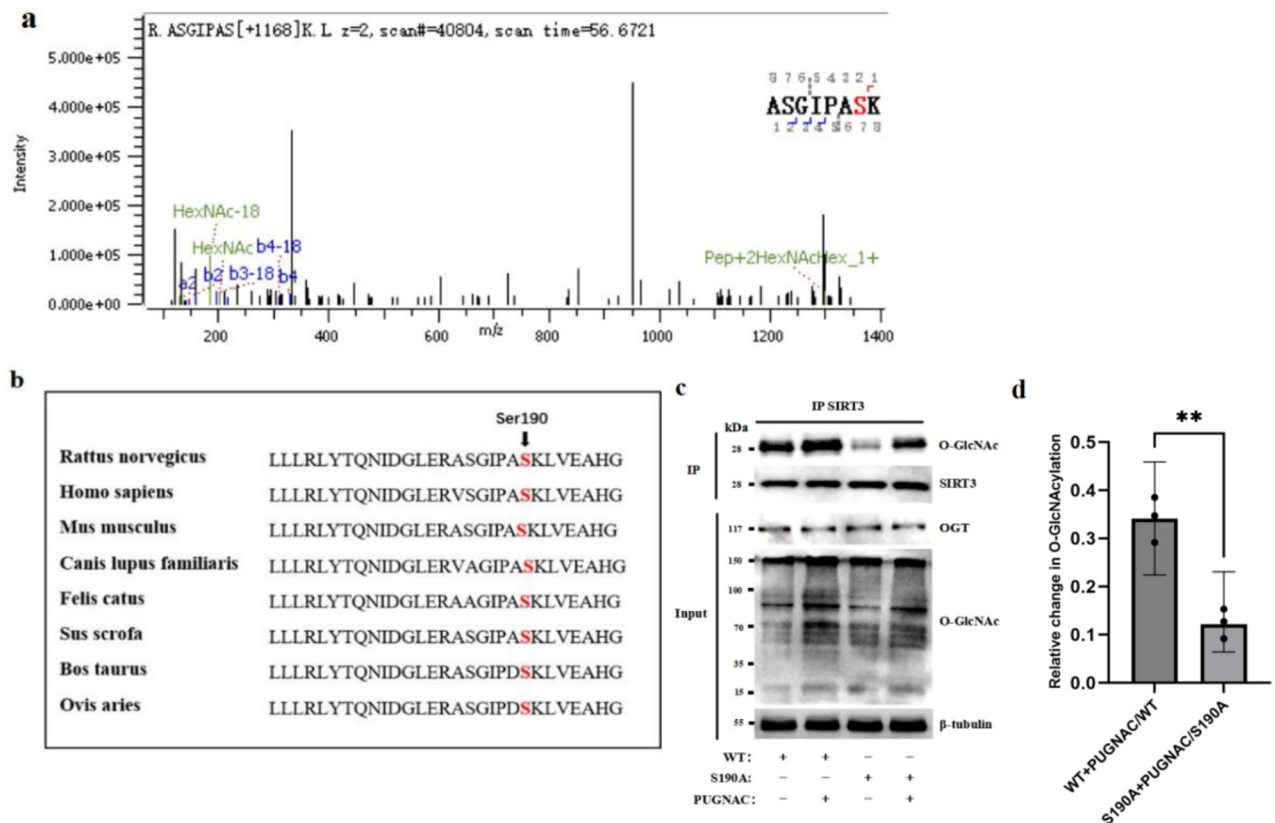 a
R.ASGIPAS[+1168]K.L z=2, scan#=40804, scan time=56.6721
Intensity
5.000e+05
4.000e+05
3.000e+05
2.000e+05
1.000e+05
0.000e+00
HexNAc-18
HexNAc
b4-18
a2
b2
b3-18
b4
Pep+2HexNAcHex_1+
ASGIPASK
200
400
600
800
1000
1200
1400
m/z
b
Ser190
Rattus norvegicus LLLRLYTQNIDGLERASGIPASKLVEAHG
Homo sapiens LLLRLYTQNIDGLERVSGIPASKLVEAHG
Mus musculus LLLRLYTQNIDGLERASGIPASKLVEAHG
Canis lupus familiaris LLLRLYTQNIDGLERVAGIPASKLVEAHG
Felis catus LLLRLYTQNIDGLERAAGIPASKLVEAHG
Sus scrofa LLLRLYTQNIDGLERASGIPASKLVEAHG
Bos taurus LLLRLYTQNIDGLERASGIPDSKLVEAHG
Ovis aries LLLRLYTQNIDGLERASGIPDSKLVEAHG
c
IP SIRT3
kDa
IP
28
O-GlcNAc
28
SIRT3
Input
117
OGT
150
100
70
35
15
O-GlcNAc
55
β-tubulin
WT: + + − −
S190A: − − + +
PUGNAC: − + − +
d
**
Relative change in O-GlcNAcylation
0.5
0.4
0.3
0.2
0.1
0.0
WT+PUGNAC/WT
S190A+PUGNAC/S190A